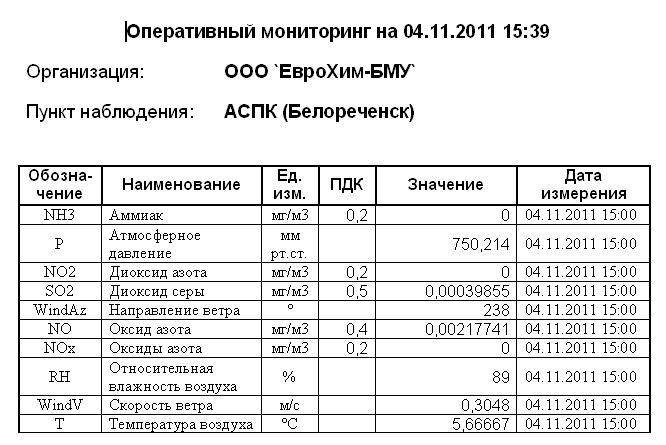 Оперативный мониторинг на 04.11.2011 15:39
Организация: ООО `ЕвроХим-БМУ`
Пункт наблюдения: АСПК (Белореченск)
Обозна-чение Наименование Ед. изм. ПДК Значение Дата измерения
NH3 Аммиак мг/м3 0,2 0 04.11.2011 15:00
P Атмосферное давление мм рт.ст. 750,214 04.11.2011 15:00
NO2 Диоксид азота мг/м3 0,2 0 04.11.2011 15:00
SO2 Диоксид серы мг/м3 0,5 0,00039855 04.11.2011 15:00
WindAz Направление ветра ° 238 04.11.2011 15:00
NO Оксид азота мг/м3 0,4 0,00217741 04.11.2011 15:00
NOx Оксиды азота мг/м3 0,2 0 04.11.2011 15:00
RH Относительная влажность воздуха % 89 04.11.2011 15:00
WindV Скорость ветра м/с 0,3048 04.11.2011 15:00
T Температура воздуха °C 5,66667 04.11.2011 15:00